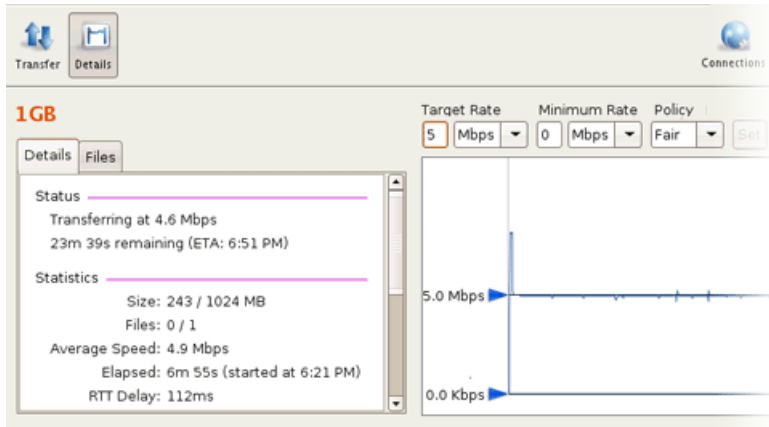 Transfer Details Connections
1GB
Target Rate Minimum Rate Policy
5 Mbps 0 Mbps Fair Set
Details Files
Status
Transferring at 4.6 Mbps
23m 39s remaining (ETA: 6:51 PM)
Statistics
Size: 243 / 1024 MB
Files: 0 / 1
Average Speed: 4.9 Mbps
Elapsed: 6m 55s (started at 6:21 PM)
RTT Delay: 112ms
5.0 Mbps
0.0 Kbps